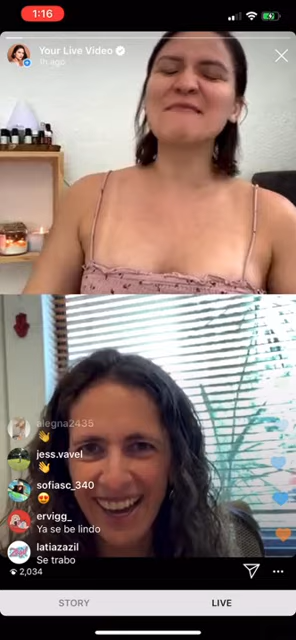 1:16
Your Live Video
1h ago
alegna2435
👋
jess.vavel
👋
sofiasc_340
😍
ervigg_
Ya se be lindo
latiazazil
Se trabo
2,034
STORY LIVE